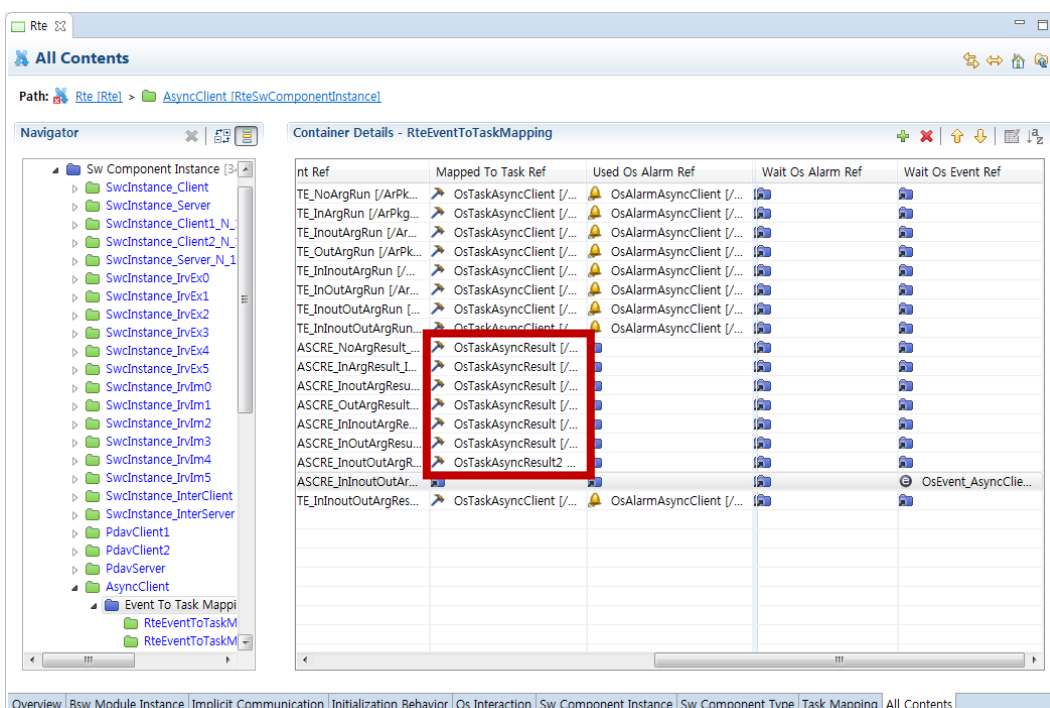 Rte
All Contents
Path: Rte [Rte] > AsyncClient [RteSwComponentInstance]
Navigator
Sw Component Instance [3
SwcInstance_Client
SwcInstance_Server
SwcInstance_Client1_N_
SwcInstance_Client2_N_
SwcInstance_Server_N_1
SwcInstance_IrvEx0
SwcInstance_IrvEx1
SwcInstance_IrvEx2
SwcInstance_IrvEx3
SwcInstance_IrvEx4
SwcInstance_IrvEx5
SwcInstance_IrvIm0
SwcInstance_IrvIm1
SwcInstance_IrvIm2
SwcInstance_IrvIm3
SwcInstance_IrvIm4
SwcInstance_IrvIm5
SwcInstance_InterClient
SwcInstance_InterServer
PdavClient1
PdavClient2
PdavServer
AsyncClient
Event To Task Mappi
RteEventToTaskM
RteEventToTaskM
Container Details - RteEventToTaskMapping
nt Ref Mapped To Task Ref Used Os Alarm Ref Wait Os Alarm Ref Wait Os Event Ref
TE_NoArgRun [/ArPk... OsTaskAsyncClient [/... OsAlarmAsyncClient [/...
TE_InArgRun [/ArPkg... OsTaskAsyncClient [/... OsAlarmAsyncClient [/...
TE_InoutArgRun [/Ar... OsTaskAsyncClient [/... OsAlarmAsyncClient [/...
TE_OutArgRun [/ArPk... OsTaskAsyncClient [/... OsAlarmAsyncClient [/...
TE_InInoutArgRun [/... OsTaskAsyncClient [/... OsAlarmAsyncClient [/...
TE_InOutArgRun [/Ar... OsTaskAsyncClient [/... OsAlarmAsyncClient [/...
TE_InoutOutArgRun [... OsTaskAsyncClient [/... OsAlarmAsyncClient [/...
TE_InInoutOutArgRun... OsTaskAsyncClient [/... OsAlarmAsyncClient [/...
ASCRE_NoArgResult_... OsTaskAsyncResult [/...
ASCRE_InArgResult_I... OsTaskAsyncResult [/...
ASCRE_InoutArgResu... OsTaskAsyncResult [/...
ASCRE_OutArgResult... OsTaskAsyncResult [/...
ASCRE_InInoutArgRe... OsTaskAsyncResult [/...
ASCRE_InOutArgResu... OsTaskAsyncResult [/...
ASCRE_InoutOutArgR... OsTaskAsyncResult2 ...
ASCRE_InInoutOutAr... OsEvent_AsyncClie...
TE_InInoutOutArgRes... OsTaskAsyncClient [/... OsAlarmAsyncClient [/...
Overview Bsw Module Instance Implicit Communication Initialization Behavior Os Interaction Sw Component Instance Sw Component Type Task Mapping All Contents